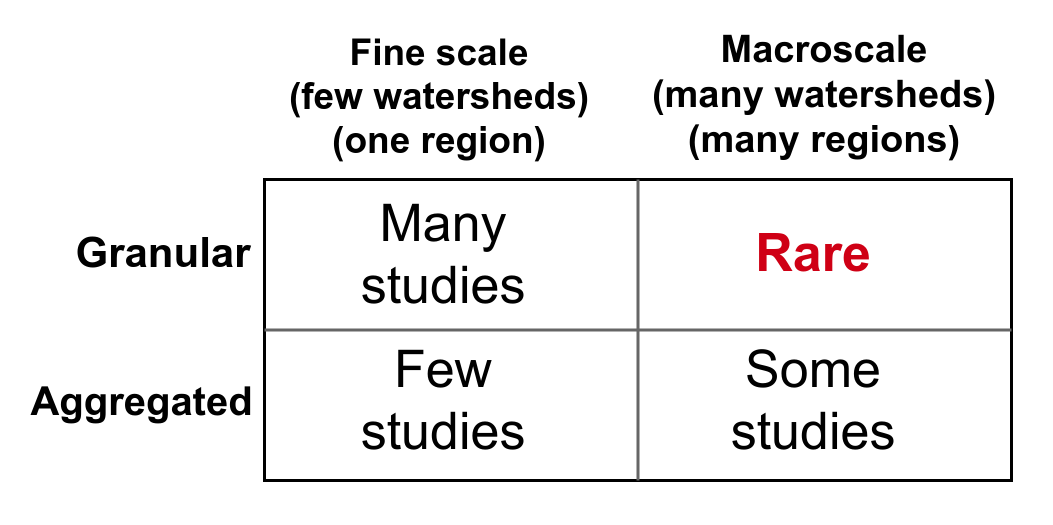 Fine scale
(few watersheds)
(one region)
Macroscale
(many watersheds)
(many regions)
Granular
Many
studies
Rare
Aggregated
Few
studies
Some
studies